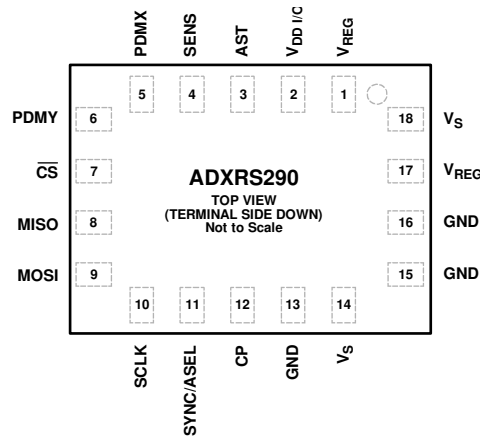 PDMX
SENS
AST
VDD I/O
VREG
5
4
3
2
1
PDMY
6
18
VS
CS
7
17
VREG
ADXRS290
TOP VIEW
(TERMINAL SIDE DOWN)
Not to Scale
MISO
8
16
GND
MOSI
9
15
GND
10
11
12
13
14
SCLK
SYNC/ASEL
CP
GND
VS